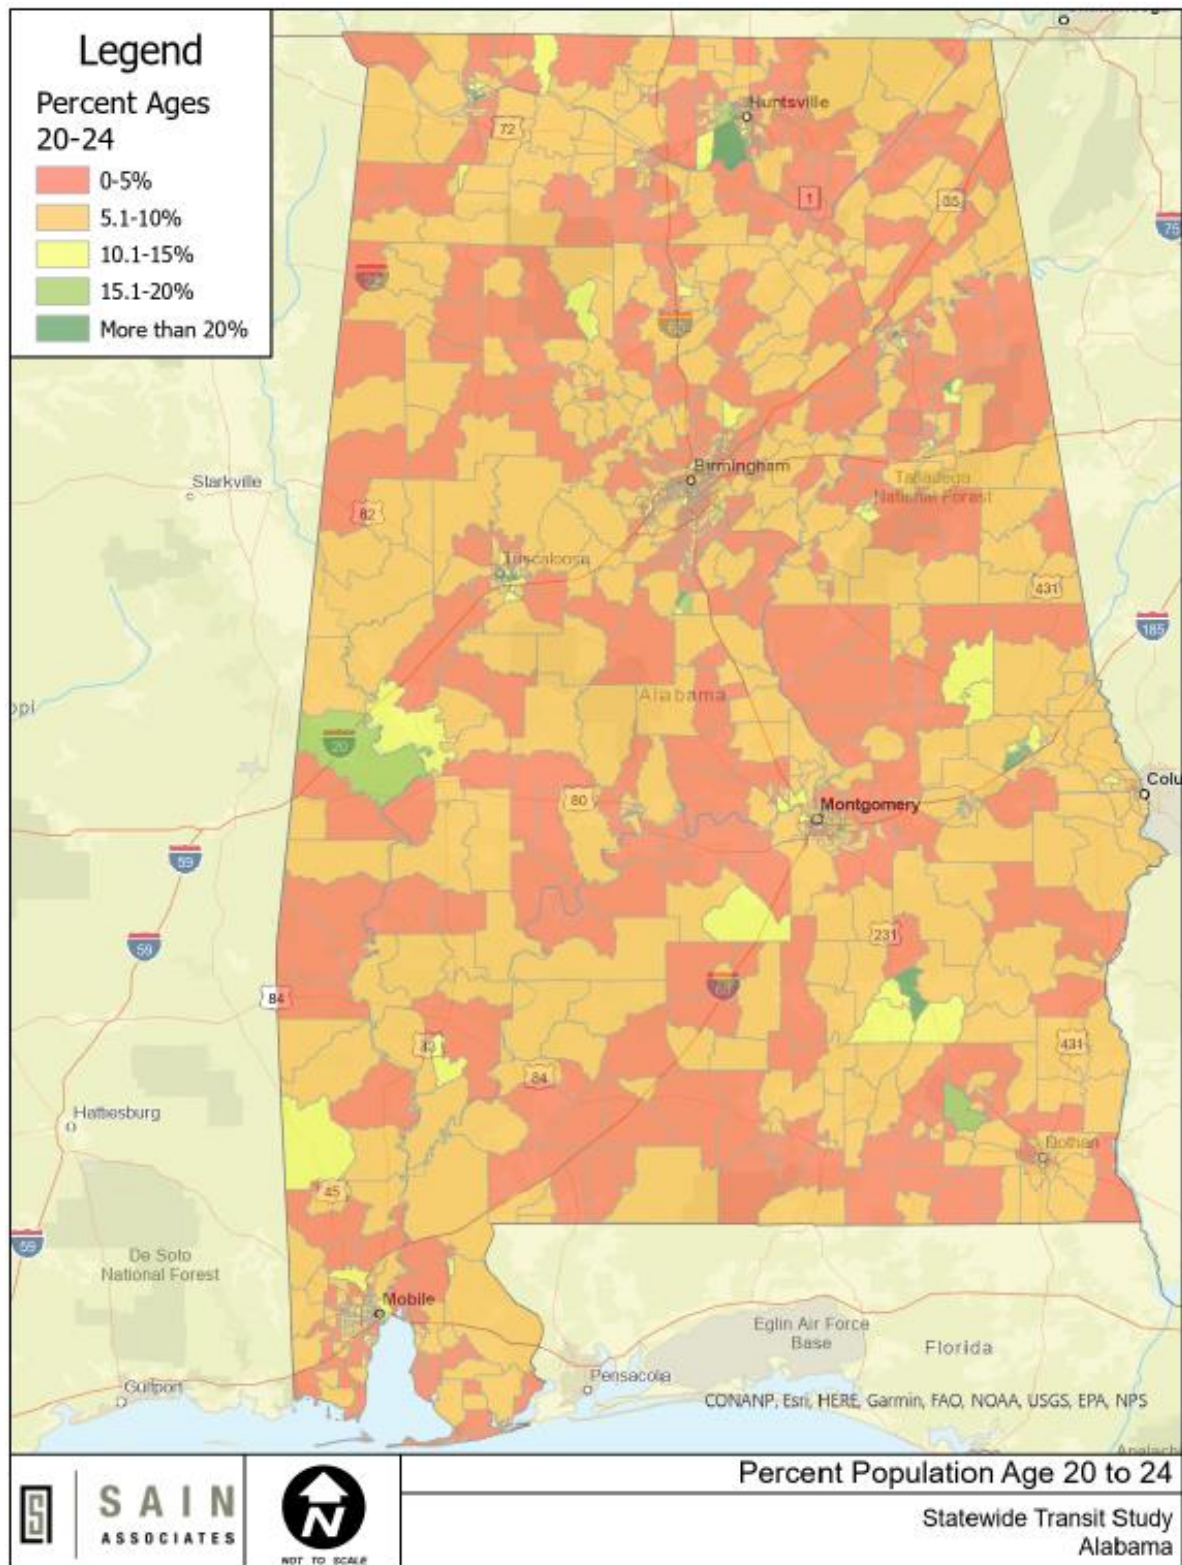 Legend
Percent Ages
20-24
0-5%
5.1-10%
10.1-15%
15.1-20%
More than 20%
Huntsville
72
1
75
65
Starkville
Birmingham
Talladega
National Forest
82
Tuscaloosa
431
185
Alabama
20
80
Montgomery
59
231
59
84
65
43
84
431
Hattiesburg
Dothan
45
59
De Soto
National Forest
Mobile
Eglin Air Force
Base
Florida
Gulfport
Pensacola
CONANP, Esri, HERE, Garmin, FAO, NOAA, USGS, EPA, NPS
SAIN
ASSOCIATES
N
NOT TO SCALE
Percent Population Age 20 to 24
Statewide Transit Study
Alabama